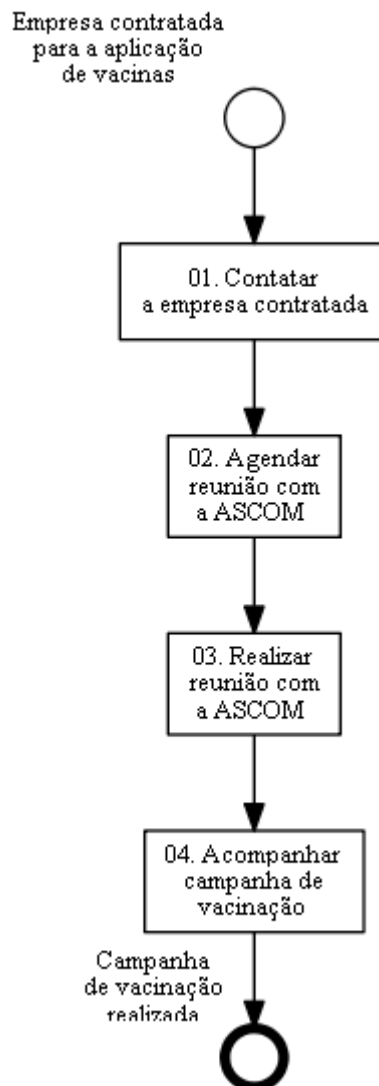 Empresa contratada
para a aplicação
de vacinas
01. Contatar
a empresa contratada
02. Agendar
reunião com
a ASCOM
03. Realizar
reunião com
a ASCOM
04. Acompanhar
campanha de
vacinação
Campanha
de vacinação
realizada